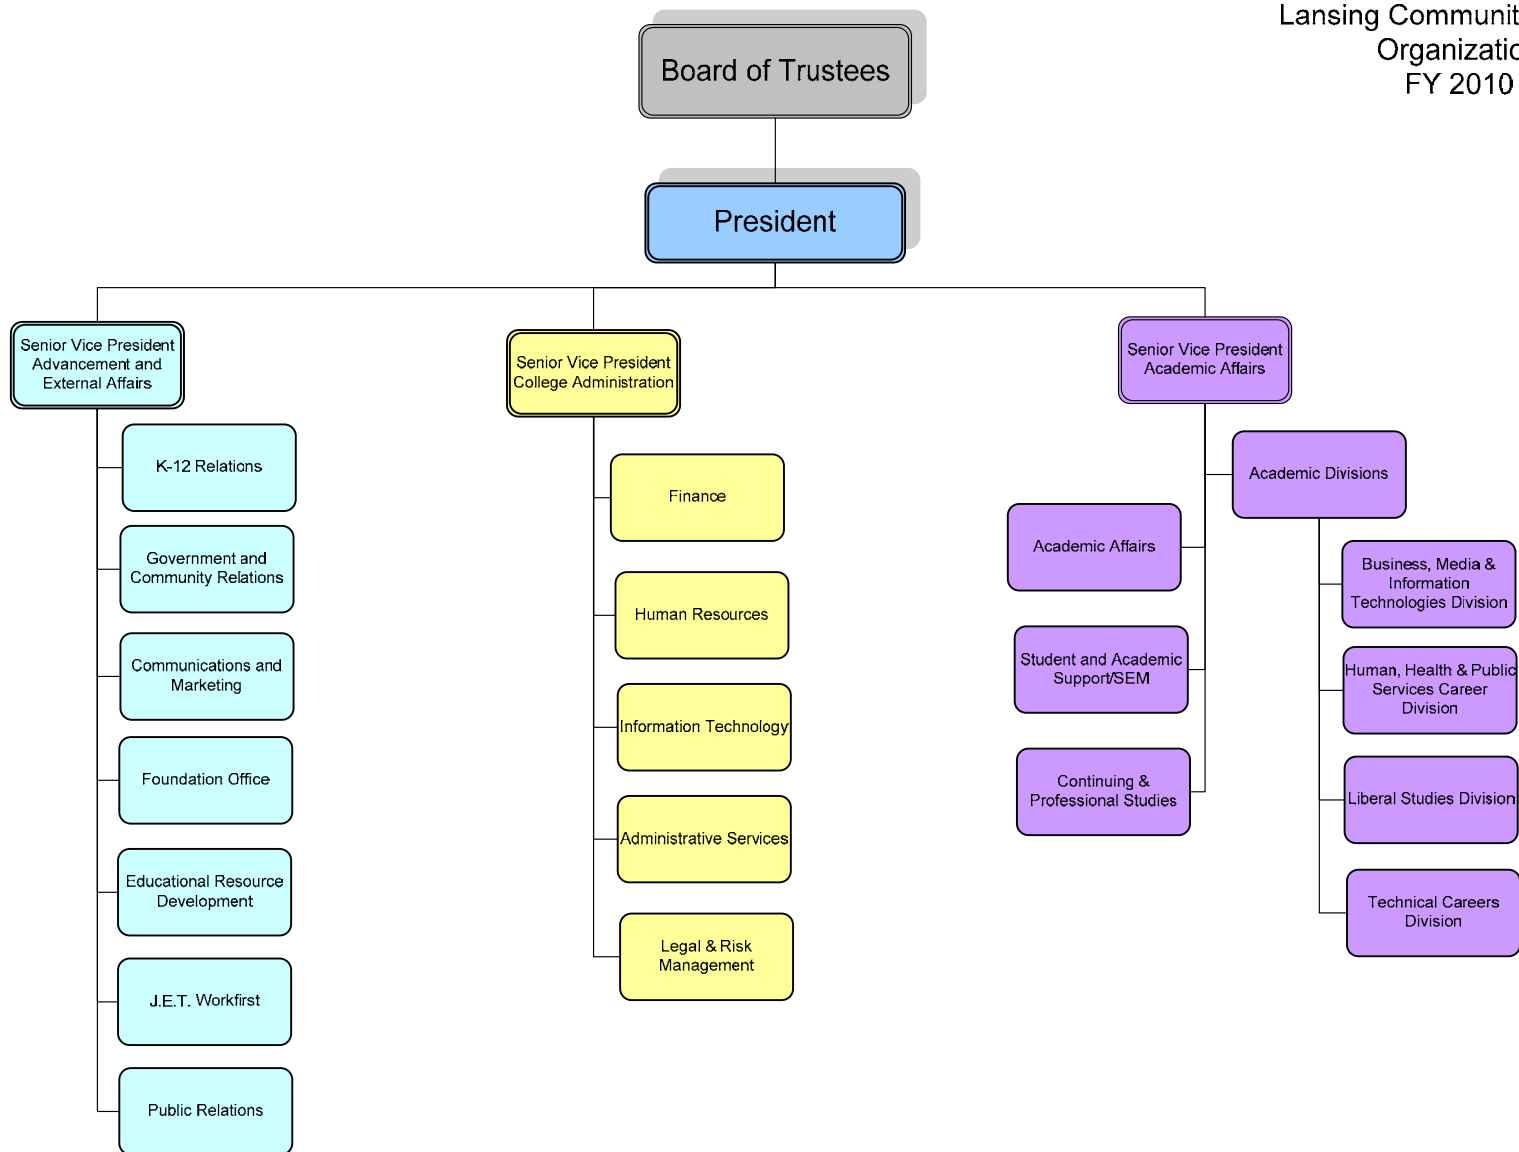 Lansing Communit
Organizatio
FY 2010
Board of Trustees
President
Senior Vice President
Advancement and
External Affairs
K-12 Relations
Government and
Community Relations
Communications and
Marketing
Foundation Office
Educational Resource
Development
J.E.T. Workfirst
Public Relations
Senior Vice President
College Administration
Finance
Human Resources
Information Technology
Administrative Services
Legal & Risk
Management
Senior Vice President
Academic Affairs
Academic Divisions
Academic Affairs
Student and Academic
Support/SEM
Continuing &
Professional Studies
Business, Media &
Information
Technologies Division
Human, Health & Public
Services Career
Division
Liberal Studies Division
Technical Careers
Division